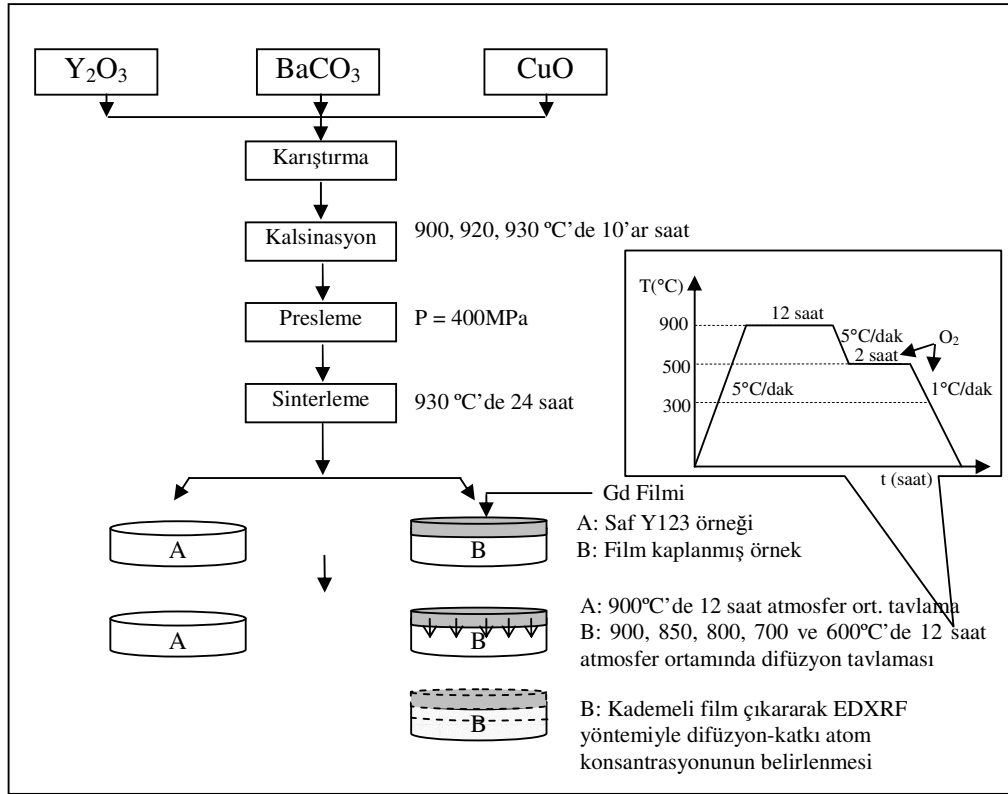 Y₂O₃
BaCO₃
CuO
Karıştırma
Kalsinasyon
900, 920, 930 ºC'de 10'ar saat
Presleme
P = 400MPa
Sinterleme
930 ºC'de 24 saat
T(°C)
12 saat
900
5°C/dak
O₂
2 saat
500
5°C/dak
1°C/dak
300
t (saat)
Gd Filmi
A
B
A: Saf Y123 örneği
B: Film kaplanmış örnek
A
B
A: 900ºC'de 12 saat atmosfer ort. tavlama
B: 900, 850, 800, 700 ve 600ºC'de 12 saat
atmosfer ortamında difüzyon tavlaması
B
B: Kademeli film çıkararak EDXRF
yöntemiyle difüzyon-katkı atom
konsantrasyonunun belirlenmesi